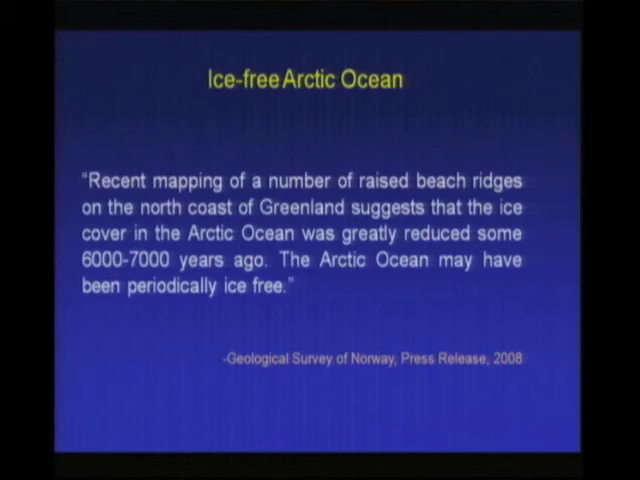 Ice-free Arctic Ocean
“Recent mapping of a number of raised beach ridges
on the north coast of Greenland suggests that the ice
cover in the Arctic Ocean was greatly reduced some
6000-7000 years ago. The Arctic Ocean may have
been periodically ice free.”
-Geological Survey of Norway, Press Release, 2008